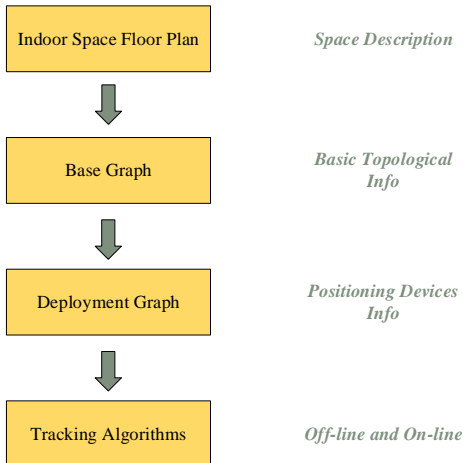 Indoor Space Floor Plan
Space Description
Base Graph
Basic Topological
Info
Deployment Graph
Positioning Devices
Info
Tracking Algorithms
Off-line and On-line